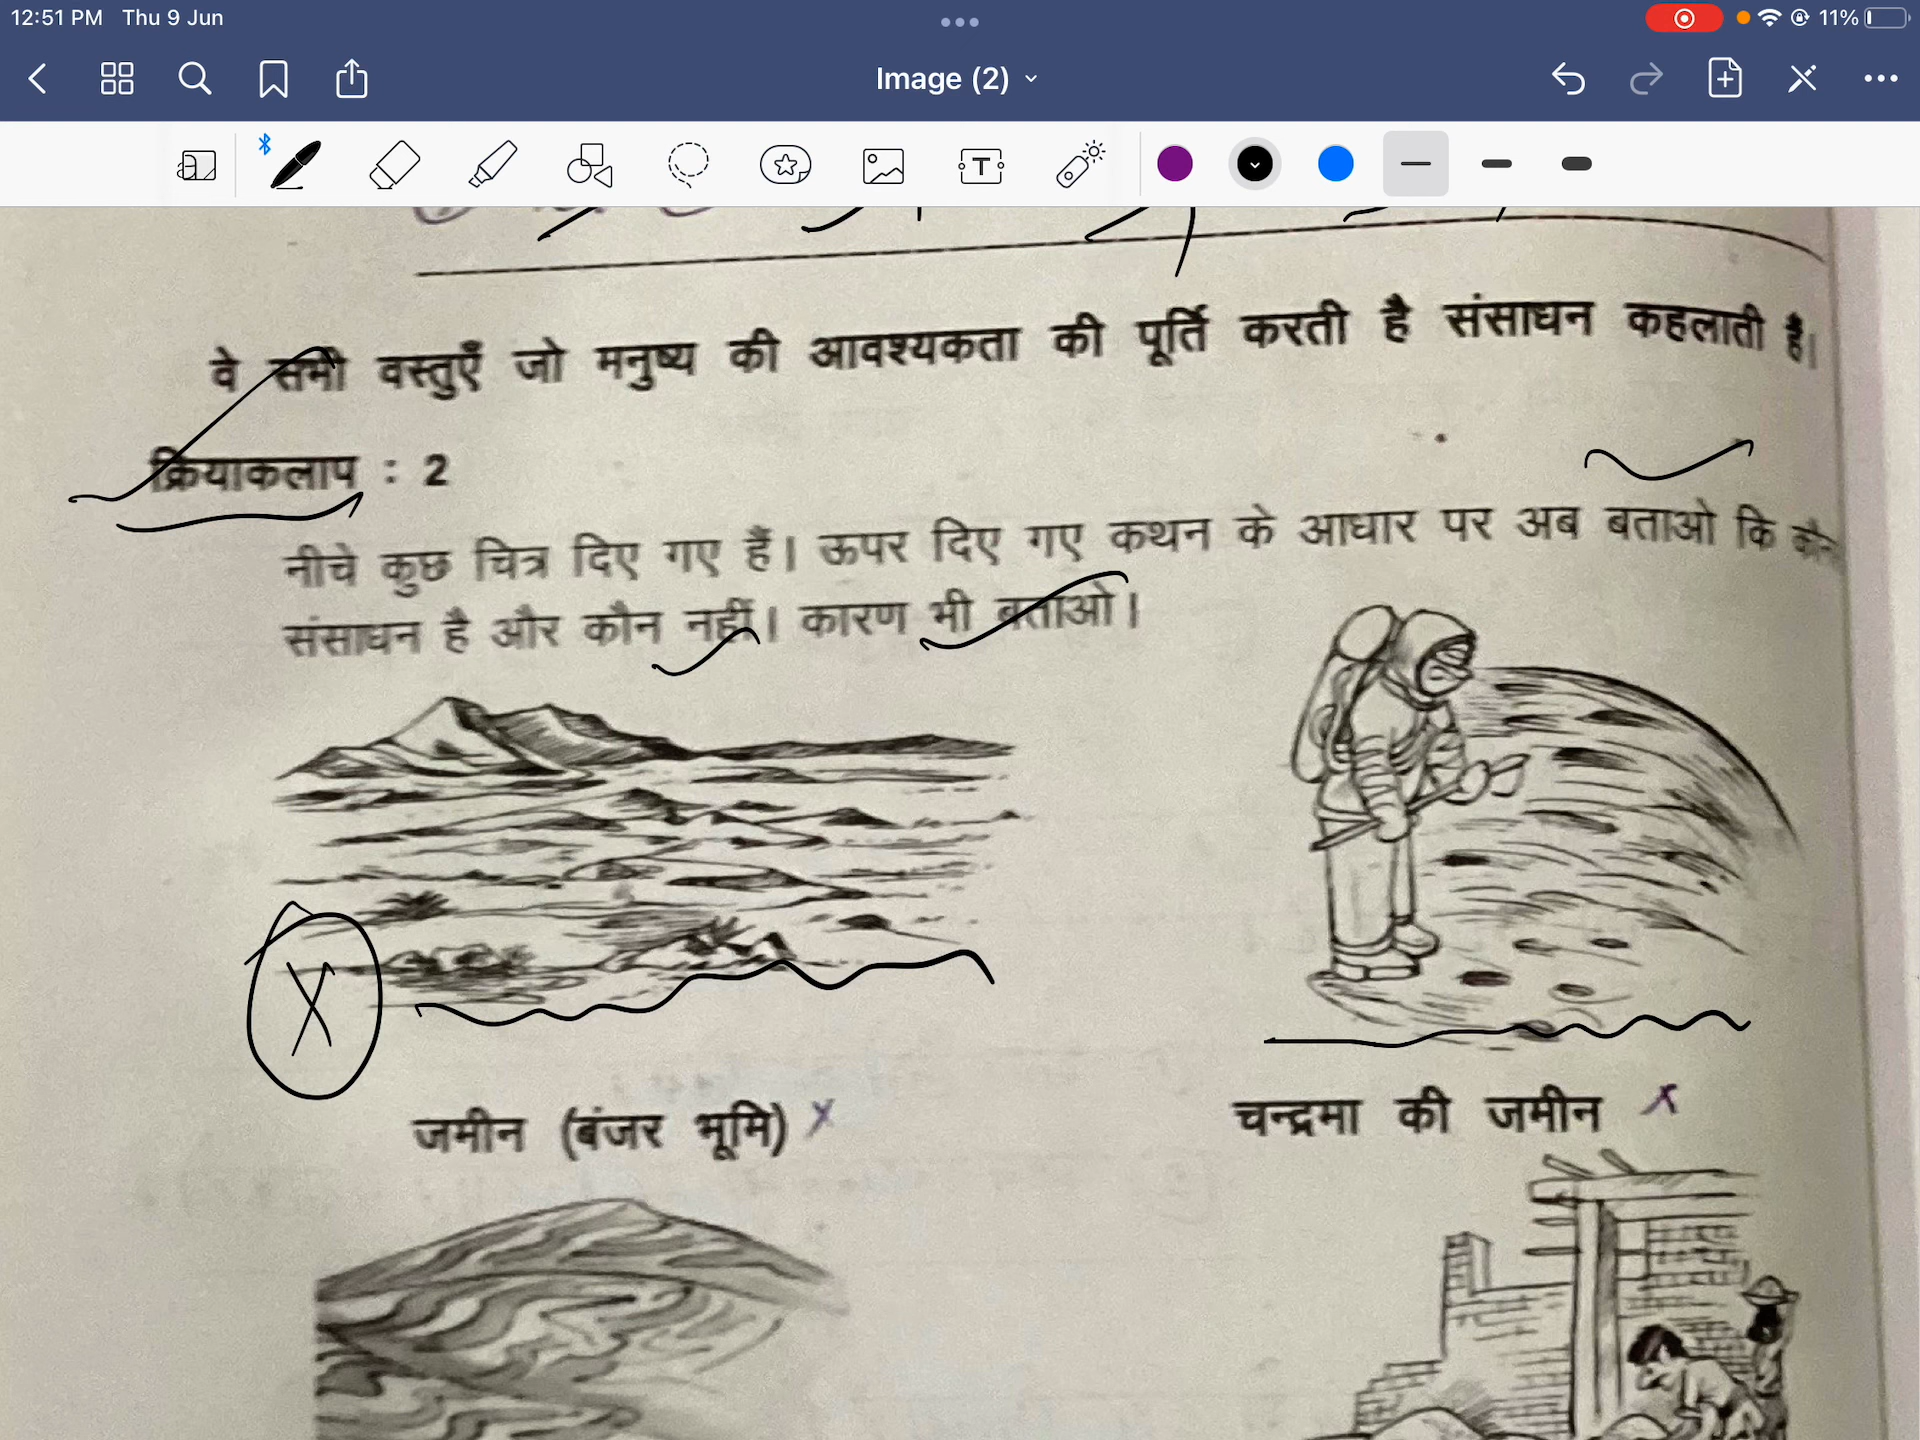 12:51 PM Thu 9 Jun
11%
Image (2)
वे सभी वस्तुएँ जो मनुष्य की आवश्यकता की पूर्ति करती है संसाधन कहलाती है।
क्रियाकलाप : 2
नीचे कुछ चित्र दिए गए हैं। ऊपर दिए गए कथन के आधार पर अब बताओ कि कौन
संसाधन है और कौन नहीं। कारण भी बताओ।
X
जमीन (बंजर भूमि) X
चन्द्रमा की जमीन X